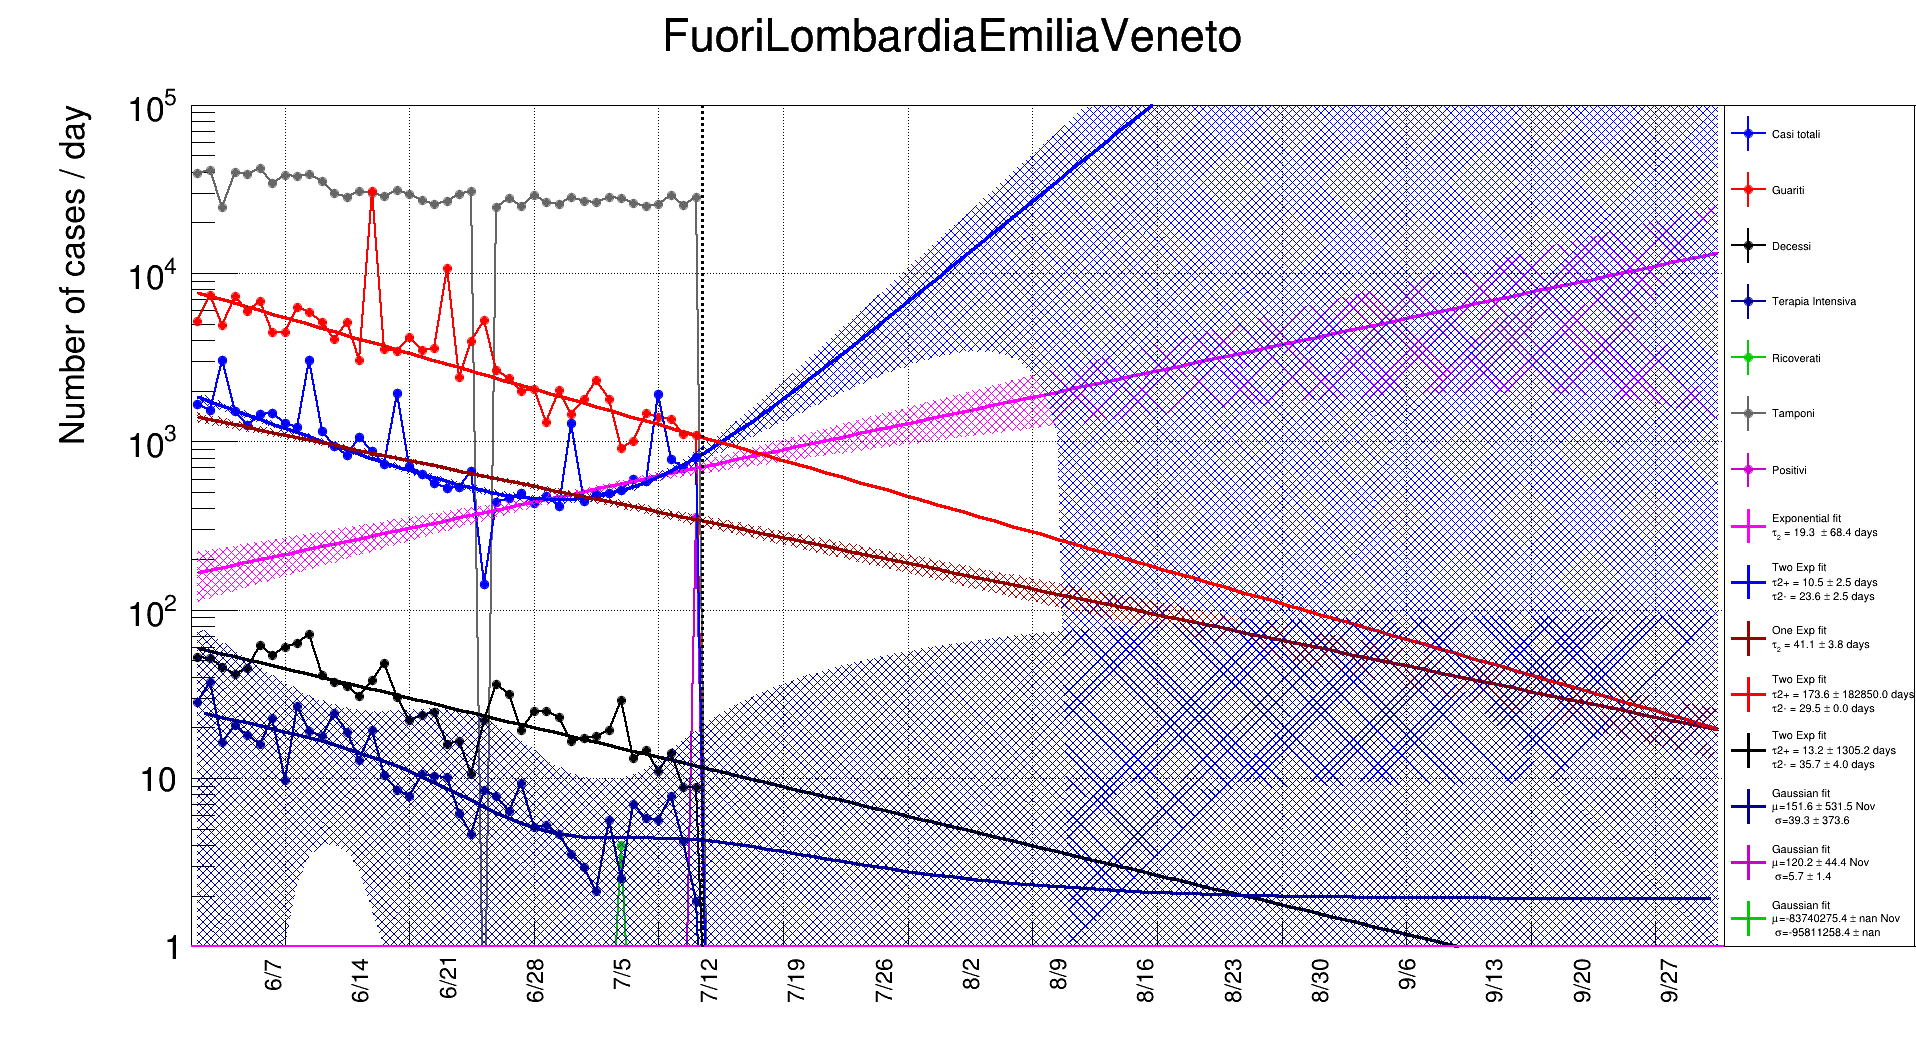 FuoriLombardiaEmiliaVeneto
Number of cases / day
10⁵
10⁴
10³
10²
10
1
6/7
6/14
6/21
6/28
7/5
7/12
7/19
7/26
8/2
8/9
8/16
8/23
8/30
9/6
9/13
9/20
9/27
Casi totali
Guariti
Decessi
Terapia Intensiva
Ricoverati
Tamponi
Positivi
Exponential fit
τ₂ = 19.3 ± 68.4 days
Two Exp fit
τ2+ = 10.5 ± 2.5 days
τ2- = 23.6 ± 2.5 days
One Exp fit
τ₂ = 41.1 ± 3.8 days
Two Exp fit
τ2+ = 173.6 ± 182850.0 days
τ2- = 29.5 ± 0.0 days
Two Exp fit
τ2+ = 13.2 ± 1305.2 days
τ2- = 35.7 ± 4.0 days
Gaussian fit
μ=151.6 ± 531.5 Nov
σ=39.3 ± 373.6
Gaussian fit
μ=120.2 ± 44.4 Nov
σ=5.7 ± 1.4
Gaussian fit
μ=-83740275.4 ± nan Nov
σ=-95811258.4 ± nan